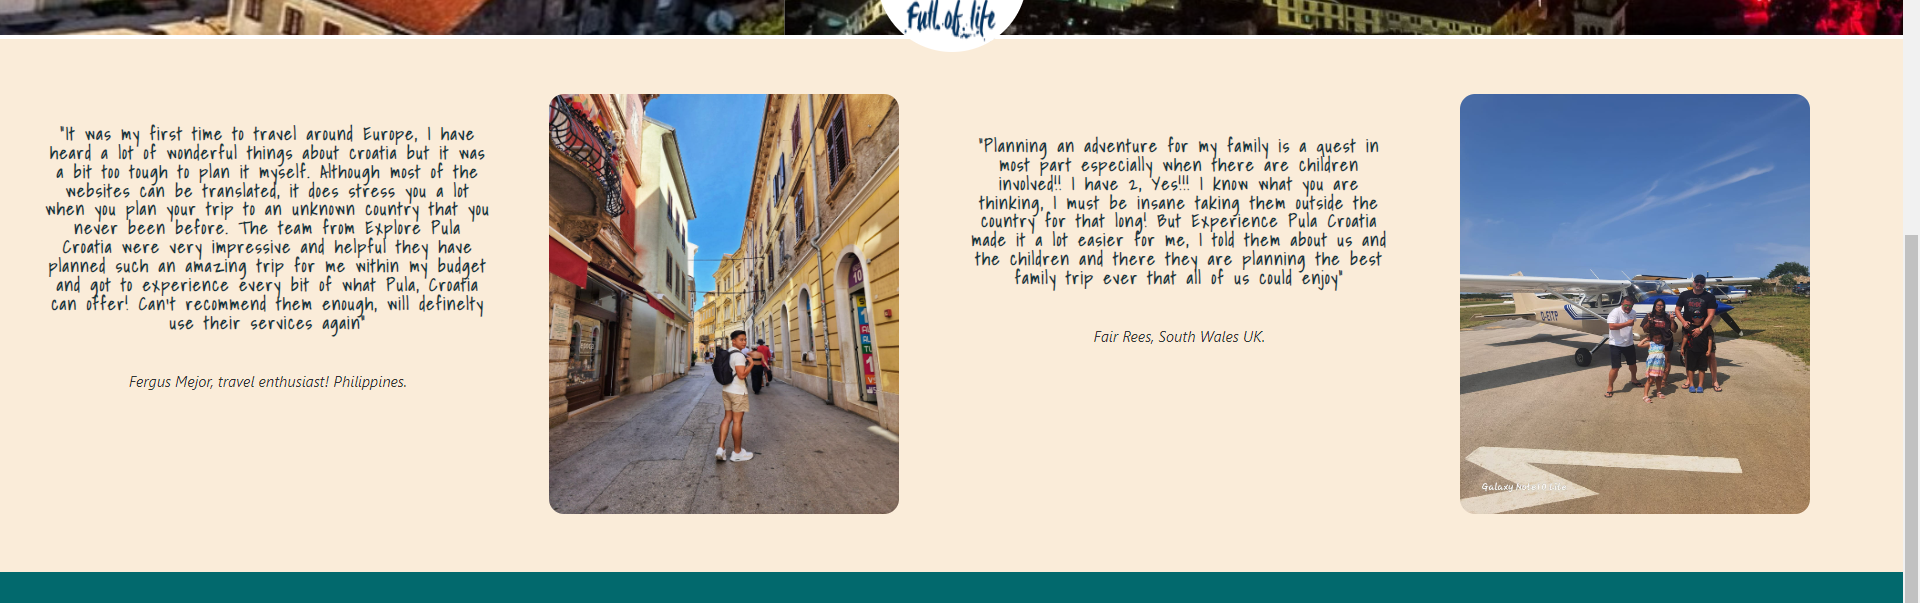 Full of life
"It was my first time to travel around Europe, I have
heard a lot of wonderful things about croatia but it was
a bit too tough to plan it myself. Although most of the
websites can be translated, it does stress you a lot
when you plan your trip to an unknown country that you
never been before. The team from Explore Pula
Croatia were very impressive and helpful they have
planned such an amazing trip for me within my budget
and got to experience every bit of what Pula, Croatia
can offer! Can't recommend them enough, will definelty
use their services again"
Fergus Mejor, travel enthusiast! Philippines.
10
"Planning an adventure for my family is a quest in
most part especially when there are children
involved!! I have 2, Yes!!! I know what you are
thinking, I must be insane taking them outside the
country for that long! But Experience Pula Croatia
made it a lot easier for me, I told them about us and
the children and there they are planning the best
family trip ever that all of us could enjoy"
Fair Rees, South Wales UK.
Galaxy Note10 Lite